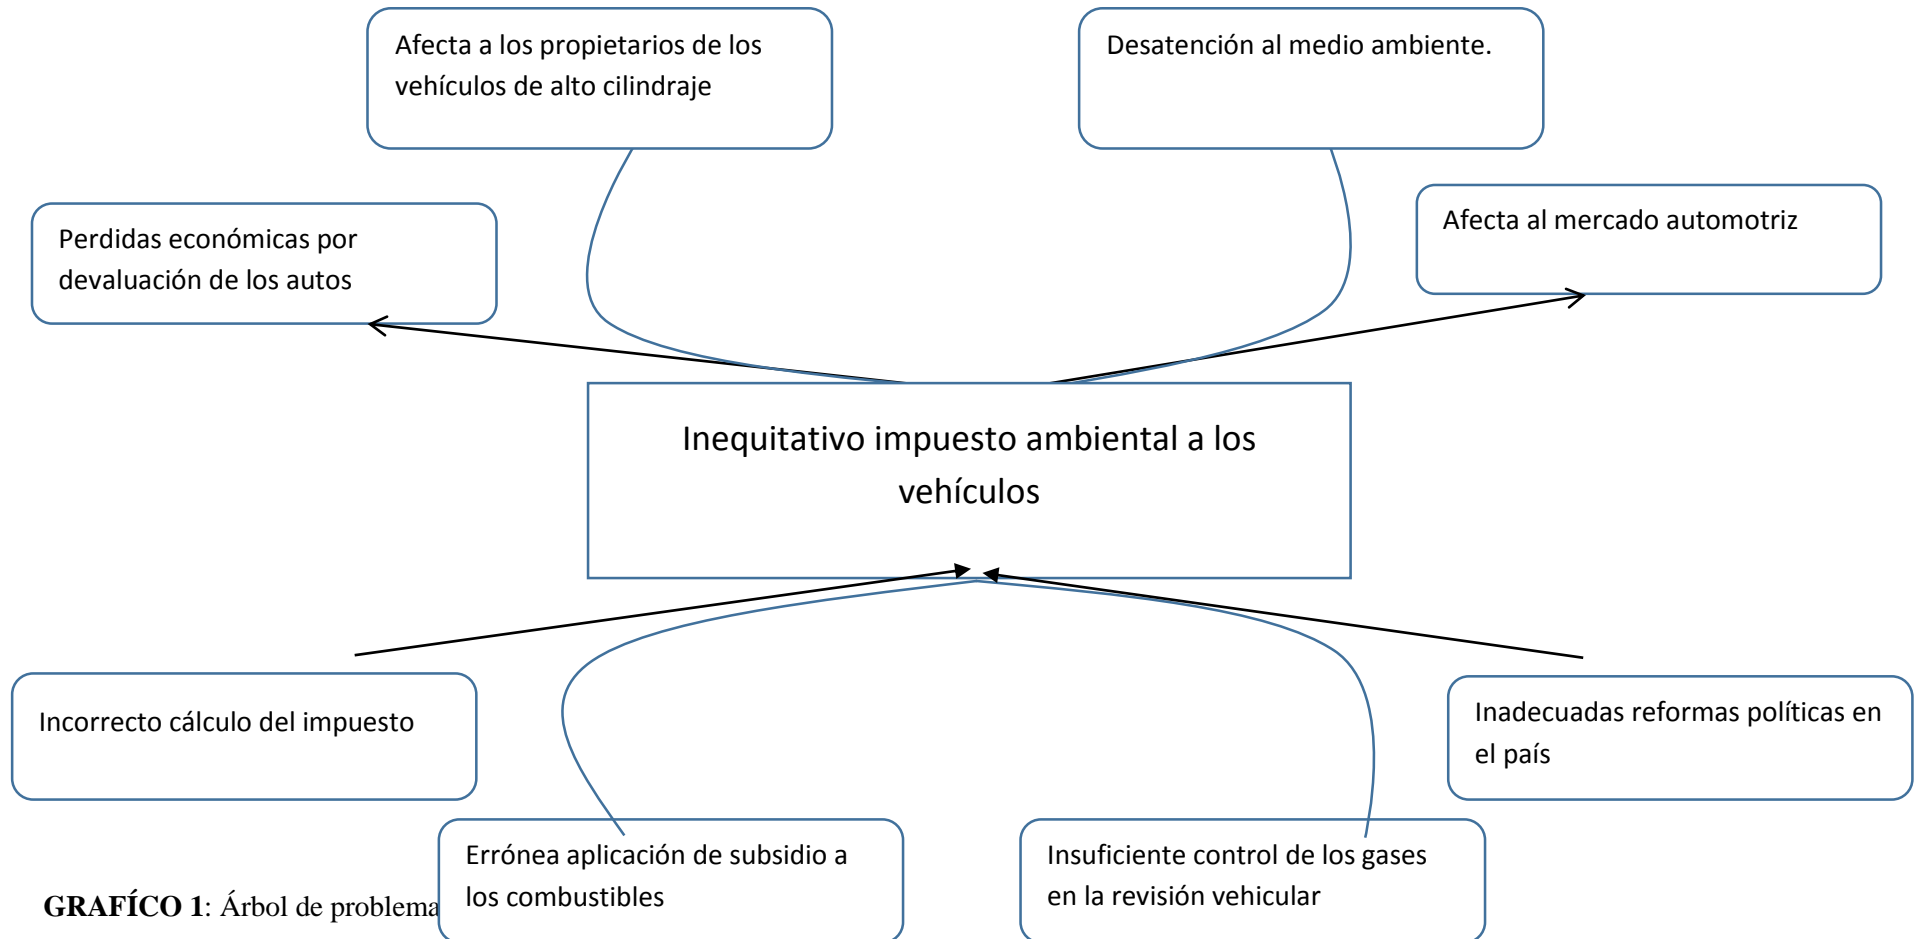 Afecta a los propietarios de los
vehículos de alto cilindraje
Desatención al medio ambiente.
Perdidas económicas por
devaluación de los autos
Afecta al mercado automotriz
Inequitativo impuesto ambiental a los
vehículos
Incorrecto cálculo del impuesto
Inadecuadas reformas políticas en
el país
Errónea aplicación de subsidio a
los combustibles
Insuficiente control de los gases
en la revisión vehicular
GRAFÍCO 1: Árbol de problema